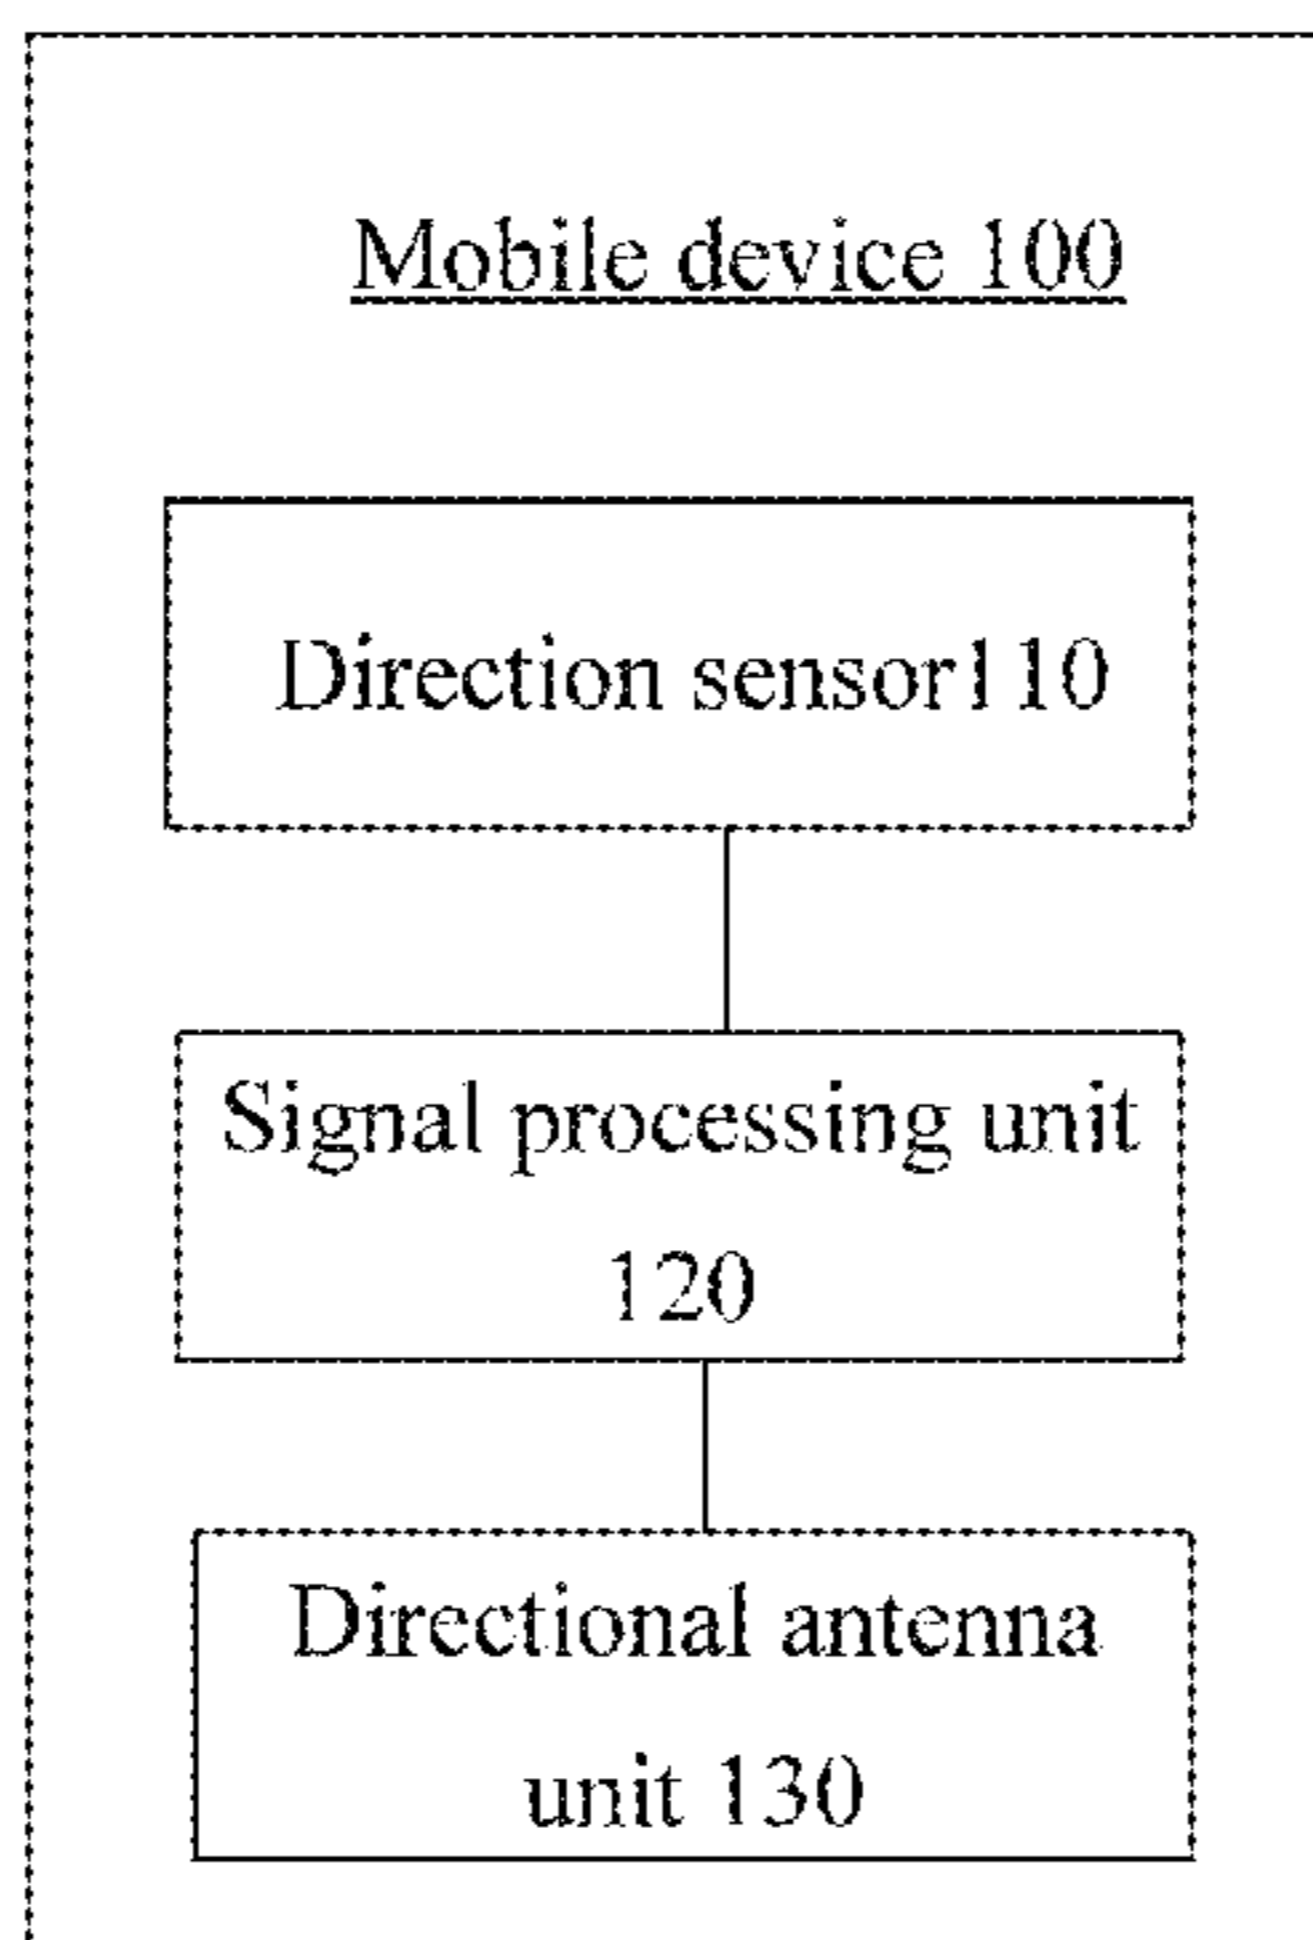 Mobile device 100
Direction sensor110
Signal processing unit
120
Directional antenna
unit 130